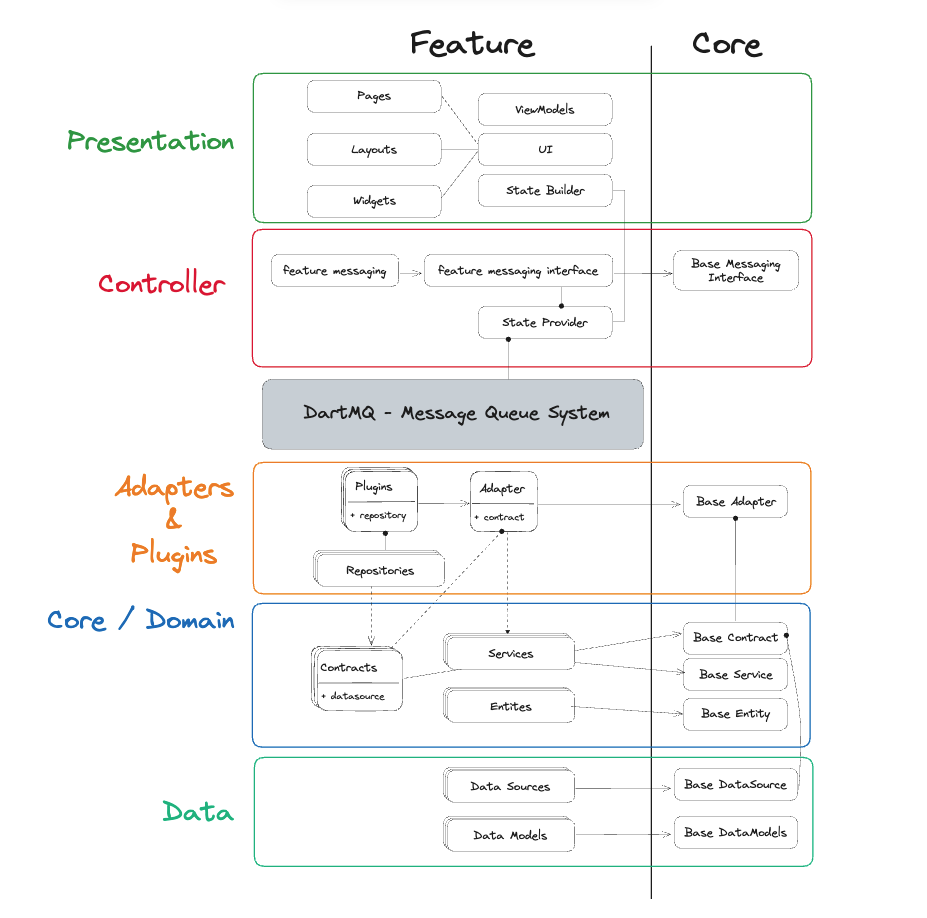 Feature
Core
Presentation
Pages
ViewModels
Layouts
UI
State Builder
Widgets
Controller
feature messaging
feature messaging interface
Base Messaging
Interface
State Provider
DartMQ - Message Queue System
Adapters
&
Plugins
Plugins
+ repository
Adapter
+ contract
Base Adapter
Repositories
Core / Domain
Contracts
+ datasource
Services
Entites
Base Contract
Base Service
Base Entity
Data
Data Sources
Base DataSource
Data Models
Base DataModels